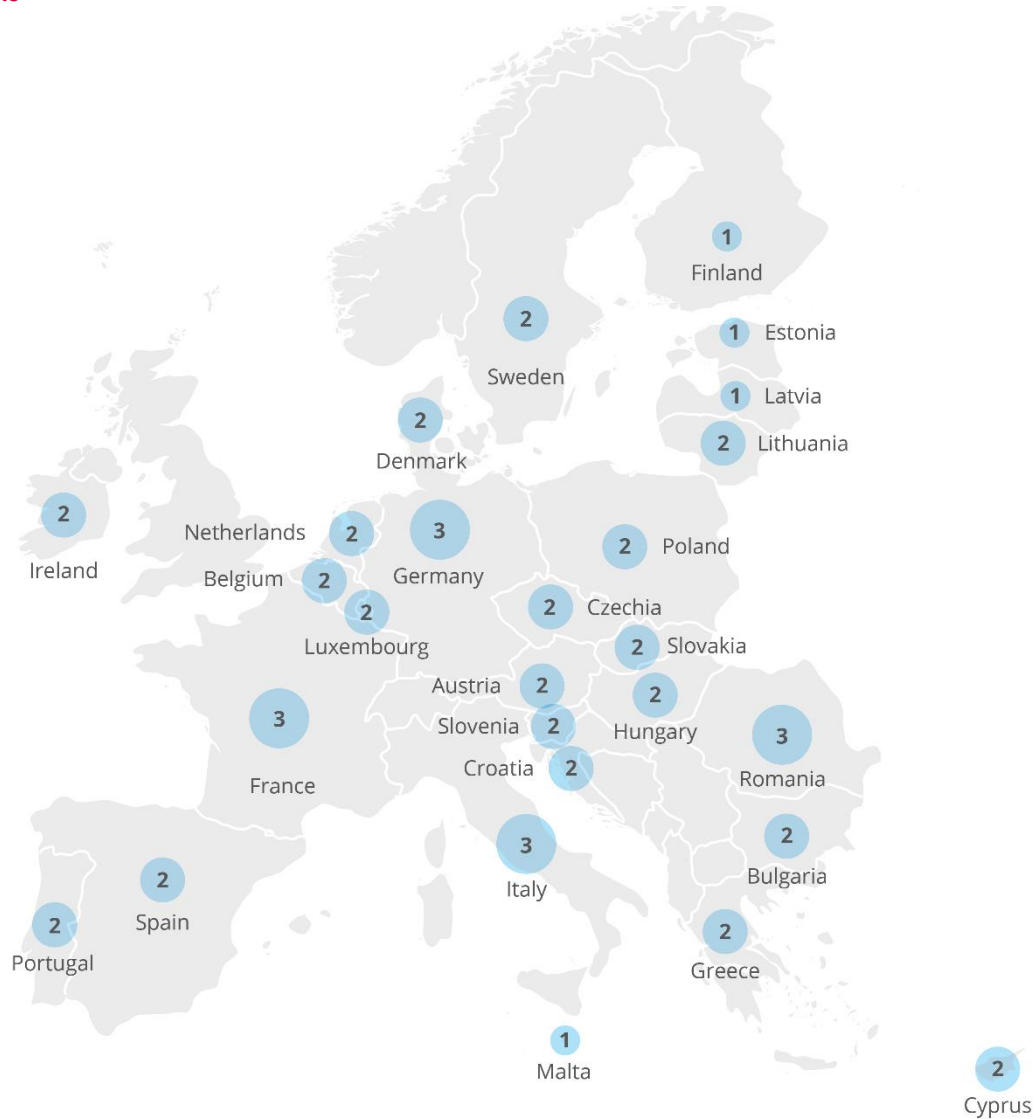 1
Finland
2
Sweden
1 Estonia
1 Latvia
2 Lithuania
2
Denmark
2
Ireland
Netherlands 2
3
Germany
2 Poland
Belgium 2
2
Luxembourg
2 Czechia
2 Slovakia
Austria 2
2
Hungary
Slovenia 2
Croatia 2
3
France
3
Romania
3
Italy
2
Bulgaria
2
Spain
2
Portugal
2
Greece
1
Malta
2
Cyprus